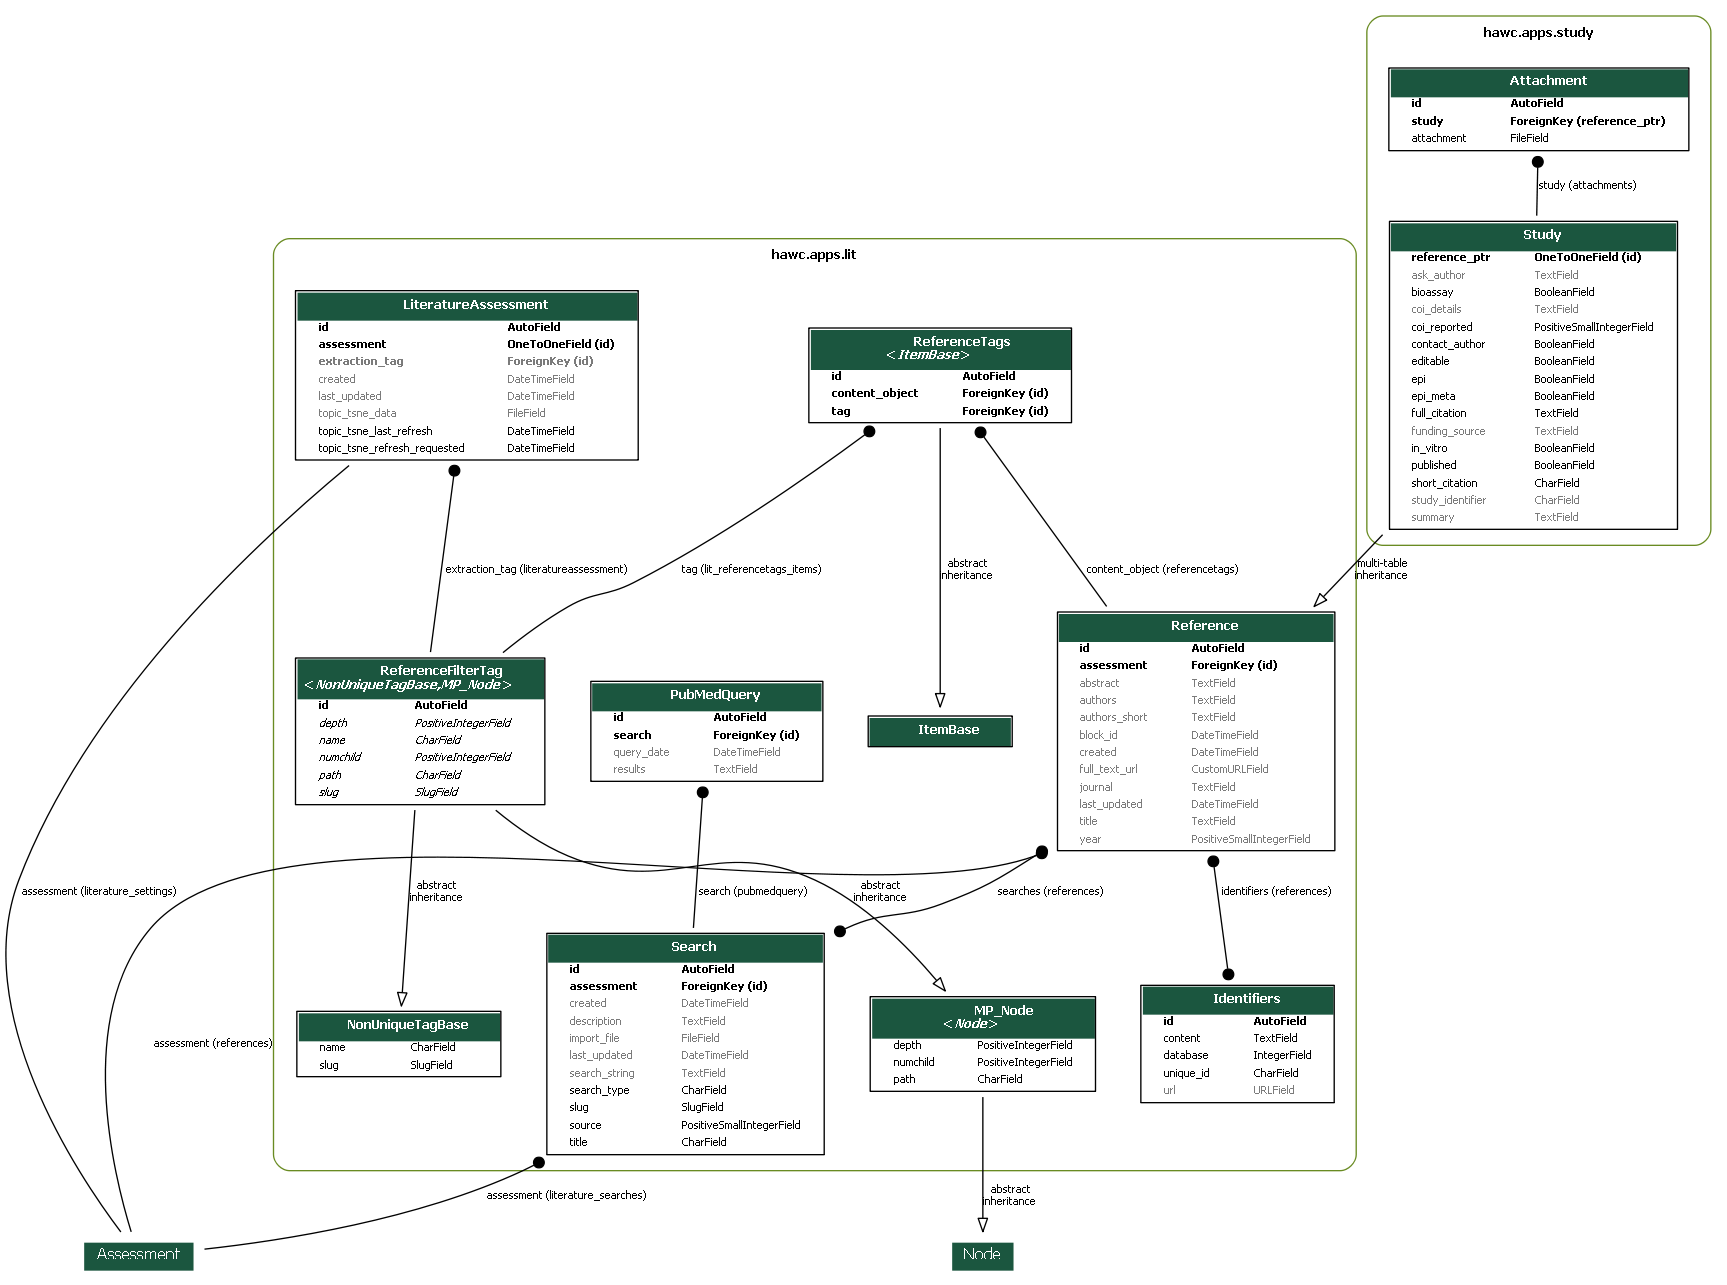 hawc.apps.study
Attachment
id AutoField
study ForeignKey (reference_ptr)
attachment FileField
study (attachments)
Study
reference_ptr OneToOneField (id)
ask_author TextField
bioassay BooleanField
coi_details TextField
coi_reported PositiveSmallIntegerField
contact_author BooleanField
editable BooleanField
epi BooleanField
epi_meta BooleanField
full_citation TextField
funding_source TextField
in_vitro BooleanField
published BooleanField
short_citation CharField
study_identifier CharField
summary TextField
multi-table
inheritance
hawc.apps.lit
LiteratureAssessment
id AutoField
assessment OneToOneField (id)
extraction_tag ForeignKey (id)
created DateTimeField
last_updated DateTimeField
topic_tsne_data FileField
topic_tsne_last_refresh DateTimeField
topic_tsne_refresh_requested DateTimeField
ReferenceTags
<ItemBase>
id AutoField
content_object ForeignKey (id)
tag ForeignKey (id)
extraction_tag (literatureassessment)
tag (lit_referencetags_items)
abstract
inheritance
content_object (referencetags)
ReferenceFilterTag
<NonUniqueTagBase,MP_Node>
id AutoField
depth PositiveIntegerField
name CharField
numchild PositiveIntegerField
path CharField
slug SlugField
PubMedQuery
id AutoField
search ForeignKey (id)
query_date DateTimeField
results TextField
ItemBase
Reference
id AutoField
assessment ForeignKey (id)
abstract TextField
authors TextField
authors_short TextField
block_id DateTimeField
created DateTimeField
full_text_url CustomURLField
journal TextField
last_updated DateTimeField
title TextField
year PositiveSmallIntegerField
assessment (literature_settings)
abstract
inheritance
search (pubmedquery)
abstract
inheritance
searches (references)
identifiers (references)
assessment (references)
NonUniqueTagBase
name CharField
slug SlugField
Search
id AutoField
assessment ForeignKey (id)
created DateTimeField
description TextField
import_file FileField
last_updated DateTimeField
search_string TextField
search_type CharField
slug SlugField
source PositiveSmallIntegerField
title CharField
MP_Node
<Node>
depth PositiveIntegerField
numchild PositiveIntegerField
path CharField
Identifiers
id AutoField
content TextField
database IntegerField
unique_id CharField
url URLField
assessment (literature_searches)
abstract
inheritance
Assessment
Node